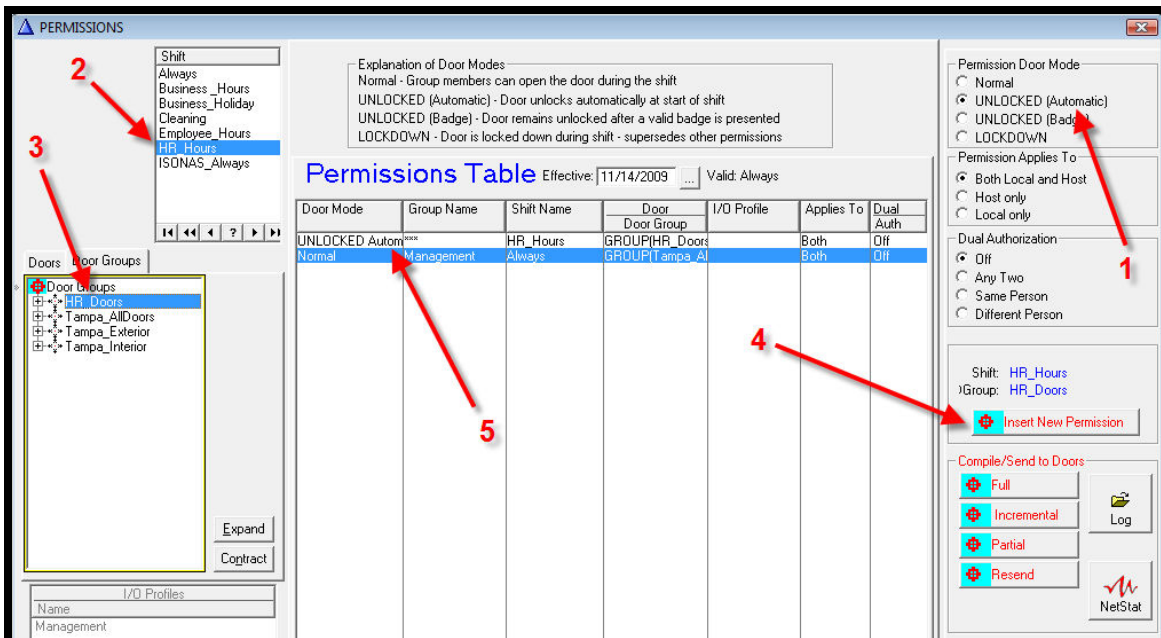 PERMISSIONS
2
Shift
Always
Business _Hours
Business_Holiday
Cleaning
Employee_Hours
HR_Hours
ISONAS_Always
3
Doors Door Groups
Door Groups
HR_Doors
Tampa_AllDoors
Tampa_Exterior
Tampa_Interior
Expand
Contract
I/O Profiles
Name
Management
Explanation of Door Modes
Normal - Group members can open the door during the shift
UNLOCKED (Automatic) - Door unlocks automatically at start of shift
UNLOCKED (Badge) - Door remains unlocked after a valid badge is presented
LOCKDOWN - Door is locked down during shift - supersedes other permissions
Permissions Table Effective: 11/14/2009 ... Valid: Always
Door Mode Group Name Shift Name Door I/O Profile Applies To Dual
Door Group Auth
UNLOCKED Autom *** HR_Hours GROUP(HR_Doors Both Off
Normal Management Always GROUP(Tampa_Al Both Off
5
4
Permission Door Mode
Normal
UNLOCKED (Automatic)
UNLOCKED (Badge)
LOCKDOWN
Permission Applies To
Both Local and Host
Host only
Local only
1
Dual Authorization
Off
Any Two
Same Person
Different Person
Shift: HR_Hours
)Group: HR_Doors
Insert New Permission
Compile/Send to Doors
Full
Incremental
Partial
Resend
Log
NetStat